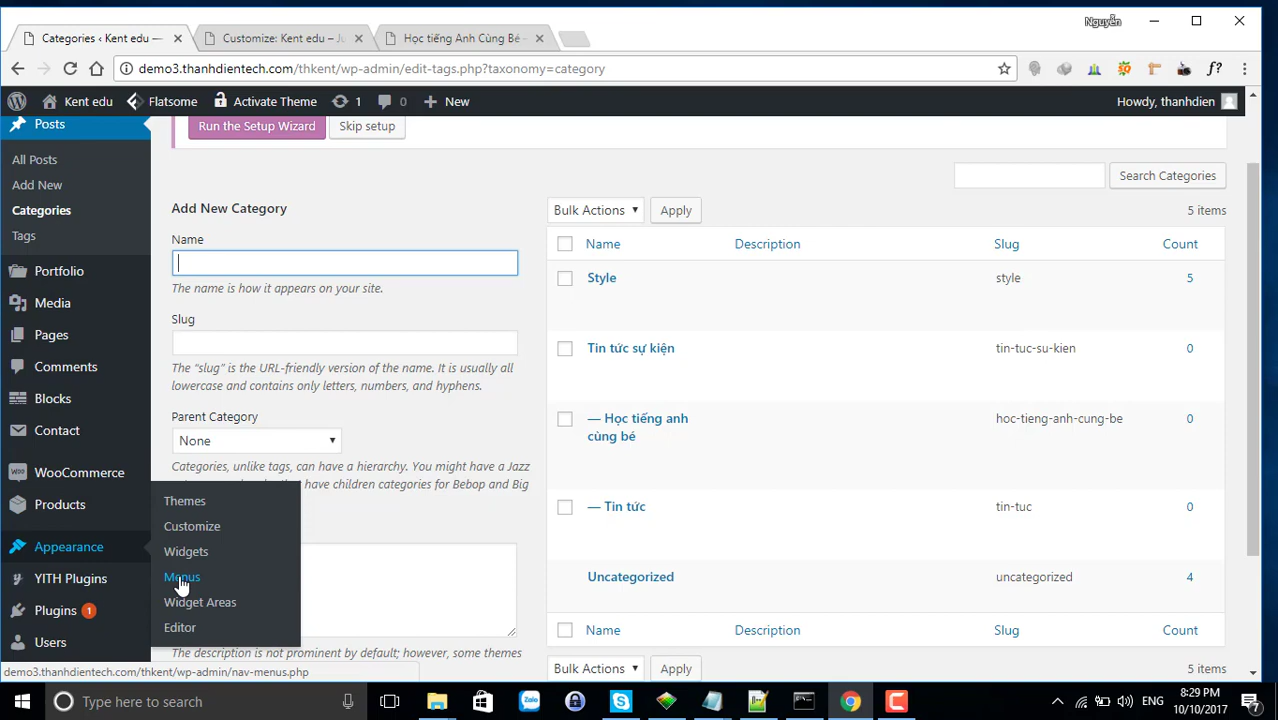 Nguyễn
Categories ‹ Kent edu —
Customize: Kent edu – Ju
Học tiếng Anh Cùng Bé –
demo3.thanhdientech.com/thkent/wp-admin/edit-tags.php?taxonomy=category
Kent edu
Flatsome
Activate Theme
1
0
New
Howdy, thanhdien
Posts
Run the Setup Wizard
Skip setup
All Posts
Add New
Categories
Tags
Portfolio
Media
Pages
Comments
Blocks
Contact
WooCommerce
Products
Appearance
YITH Plugins
Plugins 1
Users
Themes
Customize
Widgets
Menus
Widget Areas
Editor
Search Categories
Add New Category
Name
The name is how it appears on your site.
Slug
The “slug” is the URL-friendly version of the name. It is usually all
lowercase and contains only letters, numbers, and hyphens.
Parent Category
None
Categories, unlike tags, can have a hierarchy. You might have a Jazz
have children categories for Bebop and Big
The description is not prominent by default; however, some themes
Bulk Actions
Apply
5 items
Name Description Slug Count
Style style 5
Tin tức sự kiện tin-tuc-su-kien 0
— Học tiếng anh hoc-tieng-anh-cung-be 0
cùng bé
— Tin tức tin-tuc 0
Uncategorized uncategorized 4
Name Description Slug Count
Bulk Actions
Apply
5 items
demo3.thanhdientech.com/thkent/wp-admin/nav-menus.php
Type here to search
Zalo
ENG
8:29 PM
10/10/2017
7